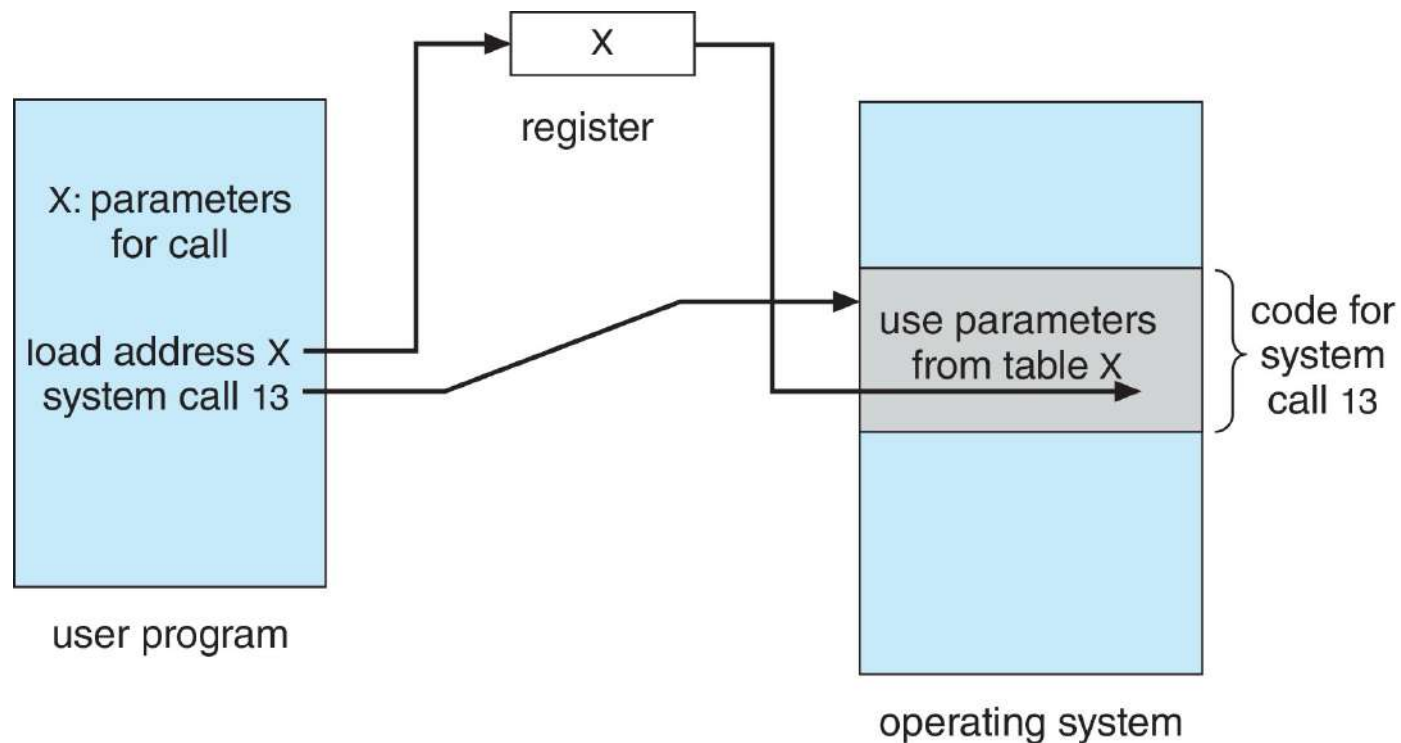 X
register
X: parameters
for call
load address X
system call 13
user program
use parameters
from table X
code for
system
call 13
operating system